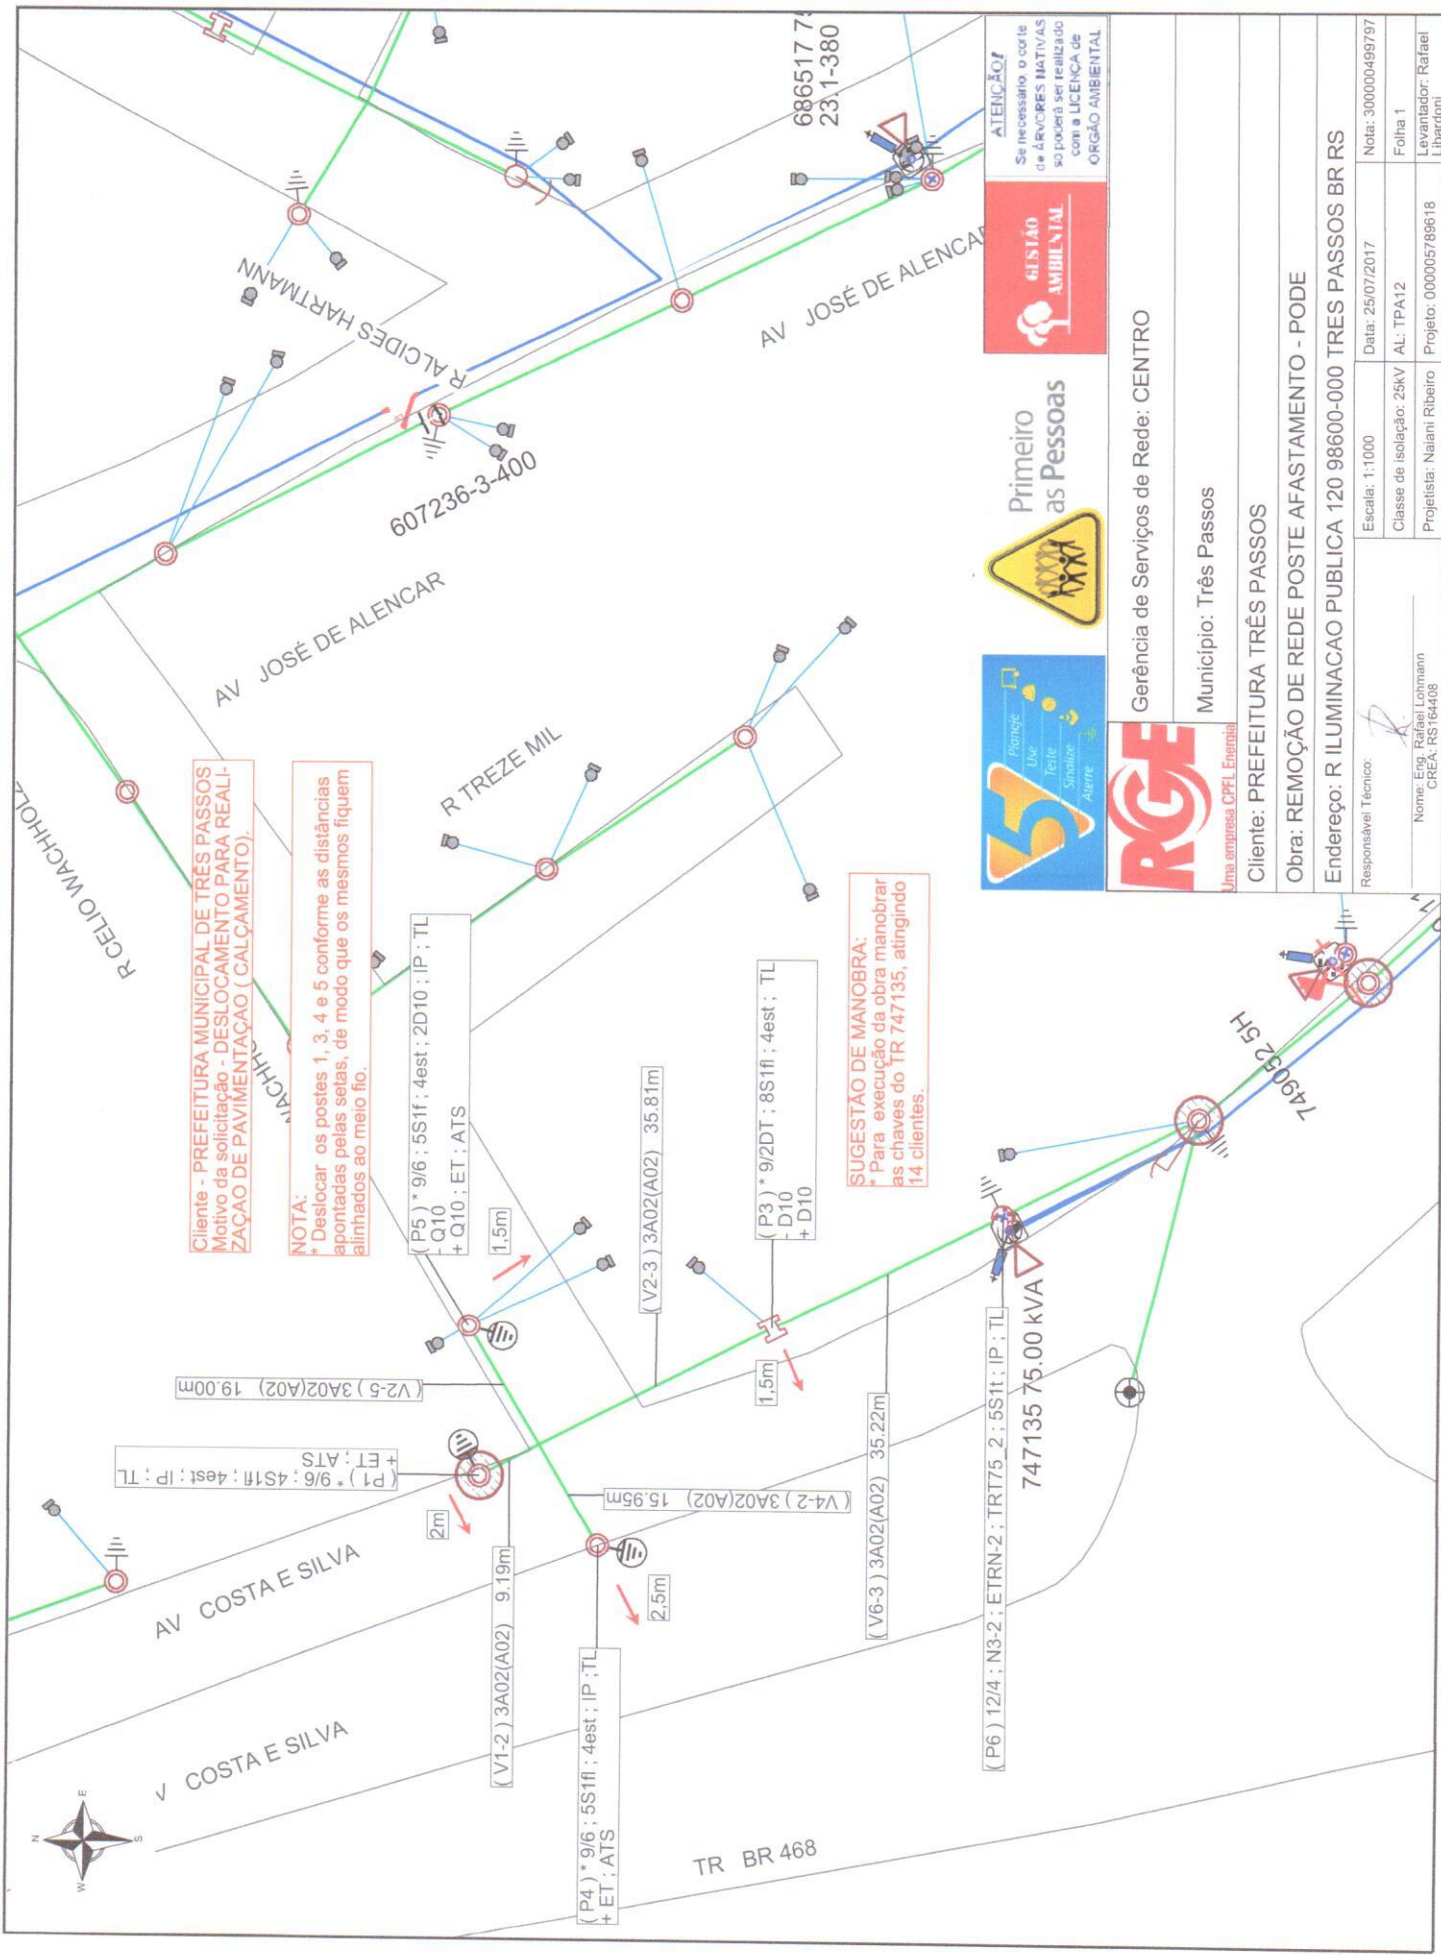 N
E
S
W
AV COSTA E SILVA
V COSTA E SILVA
TR BR 468
R CELIO WACHHOLZ
WACHHO
R TREZE MIL
AV JOSÉ DE ALENCAR
R ALCIDES HARTMANN
AV JOSÉ DE ALENCAR
607236-3-400
686517 7
23.1-380
Cliente - PREFEITURA MUNICIPAL DE TRÊS PASSOS
Motivo da solicitação - DESLOCAMENTO PARA REALI-
ZAÇAO DE PAVIMENTAÇAO ( CALÇAMENTO).
NOTA:
* Deslocar os postes 1, 3, 4 e 5 conforme as distâncias
apontadas pelas setas, de modo que os mesmos fiquem
alinhados ao meio fio.
( P5 ) * 9/6 ; 5S1f ; 4est ; 2D10 ; IP ; TL
- Q10
+ Q10 ; ET ; ATS
1,5m
( V2-5 ) 3A02(A02) 19.00m
( P1 ) * 9/6 ; 4S1fl ; 4est ; IP ; TL
+ ET ; ATS
2m
( V1-2 ) 3A02(A02) 9.19m
( V4-2 ) 3A02(A02) 15.95m
2,5m
( P4 ) * 9/6 ; 5S1fl ; 4est ; IP ; TL
+ ET ; ATS
( V2-3 ) 3A02(A02) 35.81m
( P3 ) * 9/2DT ; 8S1fl ; 4est ; TL
- D10
+ D10
1,5m
( V6-3 ) 3A02(A02) 35.22m
SUGESTÃO DE MANOBRA:
* Para execução da obra manobrar
as chaves do TR 747135, atingindo
14 clientes.
( P6 ) 12/4 ; N3-2 ; ETRN-2 ; TRT75_2 ; 5S1t ; IP ; TL
747135 75.00 kVA
749052 5H
5
Planeje
Use
Teste
Sinalize
Aterre
Primeiro
as Pessoas
GESTÃO
AMBIENTAL
ATENÇÃO!
Se necessário, o corte
de ÁRVORES NATIVAS
só poderá ser realizado
com a LICENÇA de
ORGÃO AMBIENTAL
RGE
Uma empresa CPFL Energia
Gerência de Serviços de Rede: CENTRO
Município: Três Passos
Cliente: PREFEITURA TRÊS PASSOS
Obra: REMOÇÃO DE REDE POSTE AFASTAMENTO - PODE
Endereço: R ILUMINACAO PUBLICA 120 98600-000 TRES PASSOS BR RS
Responsável Técnico:
Nome: Eng. Rafael Lohmann
CREA: RS164408
Escala: 1:1000
Data: 25/07/2017
Nota: 300000499797
Classe de isolação: 25kV
AL: TPA12
Folha 1
Projetista: Naiani Ribeiro
Projeto: 000005789618
Levantador: Rafael
Libardoni